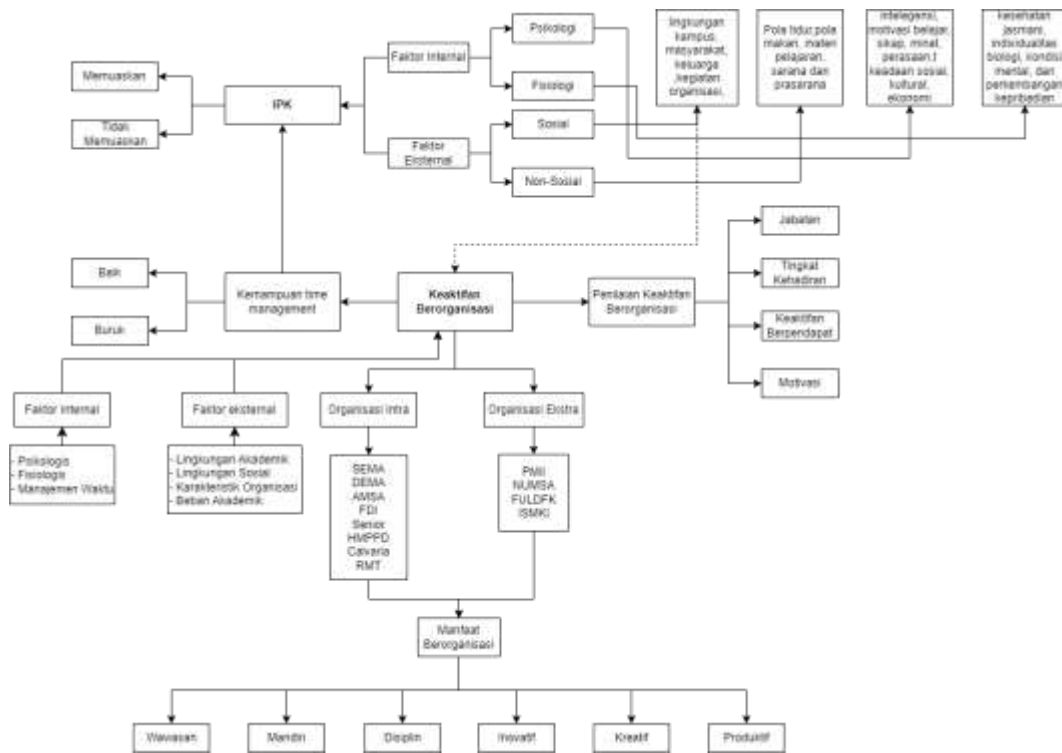 lingkungan
kampus,
masyarakat,
keluarga
,kegiatan
organisasi,
Pola tidur,pola
makan, materi
pelajaran,
sarana dan
prasarana
intelegensi,
motivasi belajar,
sikap, minat,
perasaan,f
keadaan sosial,
kultural,
ekonomi
kesehatan
jasmani,
individualitas
biologi, kondisi
mental, dan
perkembangan
kepribadian
Psikologi
Faktor Internal
Fisiologi
Memuaskan
IPK
Tidak
Memuaskan
Sosial
Faktor
Eksternal
Non-Sosial
Jabatan
Tingkat
Kehadiran
Baik
Kemampuan time
management
Keaktifan
Berorganisasi
Penilaian Keaktifan
Berorganisasi
Buruk
Keaktifan
Berpendapat
Motivasi
Faktor internal
Faktor eksternal
Organisasi Intra
Organisasi Ekstra
- Psikologis
- Fisiologis
- Manajemen Waktu
- Lingkungan Akademik
- Lingkungan Sosial
- Karakteristik Organisasi
- Beban Akademik
SEMA
DEMA
AMSA
FDI
Senior
HMPPD
Calvaria
RMT
PMII
NUMSA
FULDFK
ISMKI
Manfaat
Berorganisasi
Wawasan
Mandiri
Disiplin
Inovatif
Kreatif
Produktif